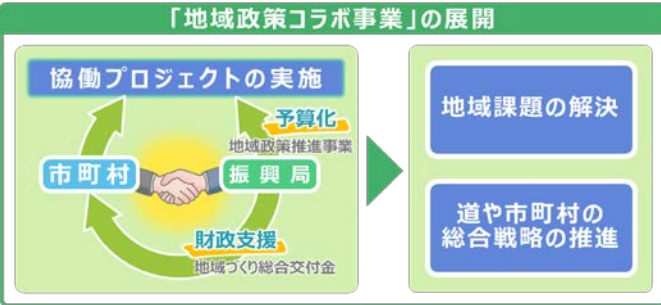 「地域政策コラボ事業」の展開
協働プロジェクトの実施
予算化
地域政策推進事業
市町村
振興局
財政支援
地域づくり総合交付金
地域課題の解決
道や市町村の
総合戦略の推進